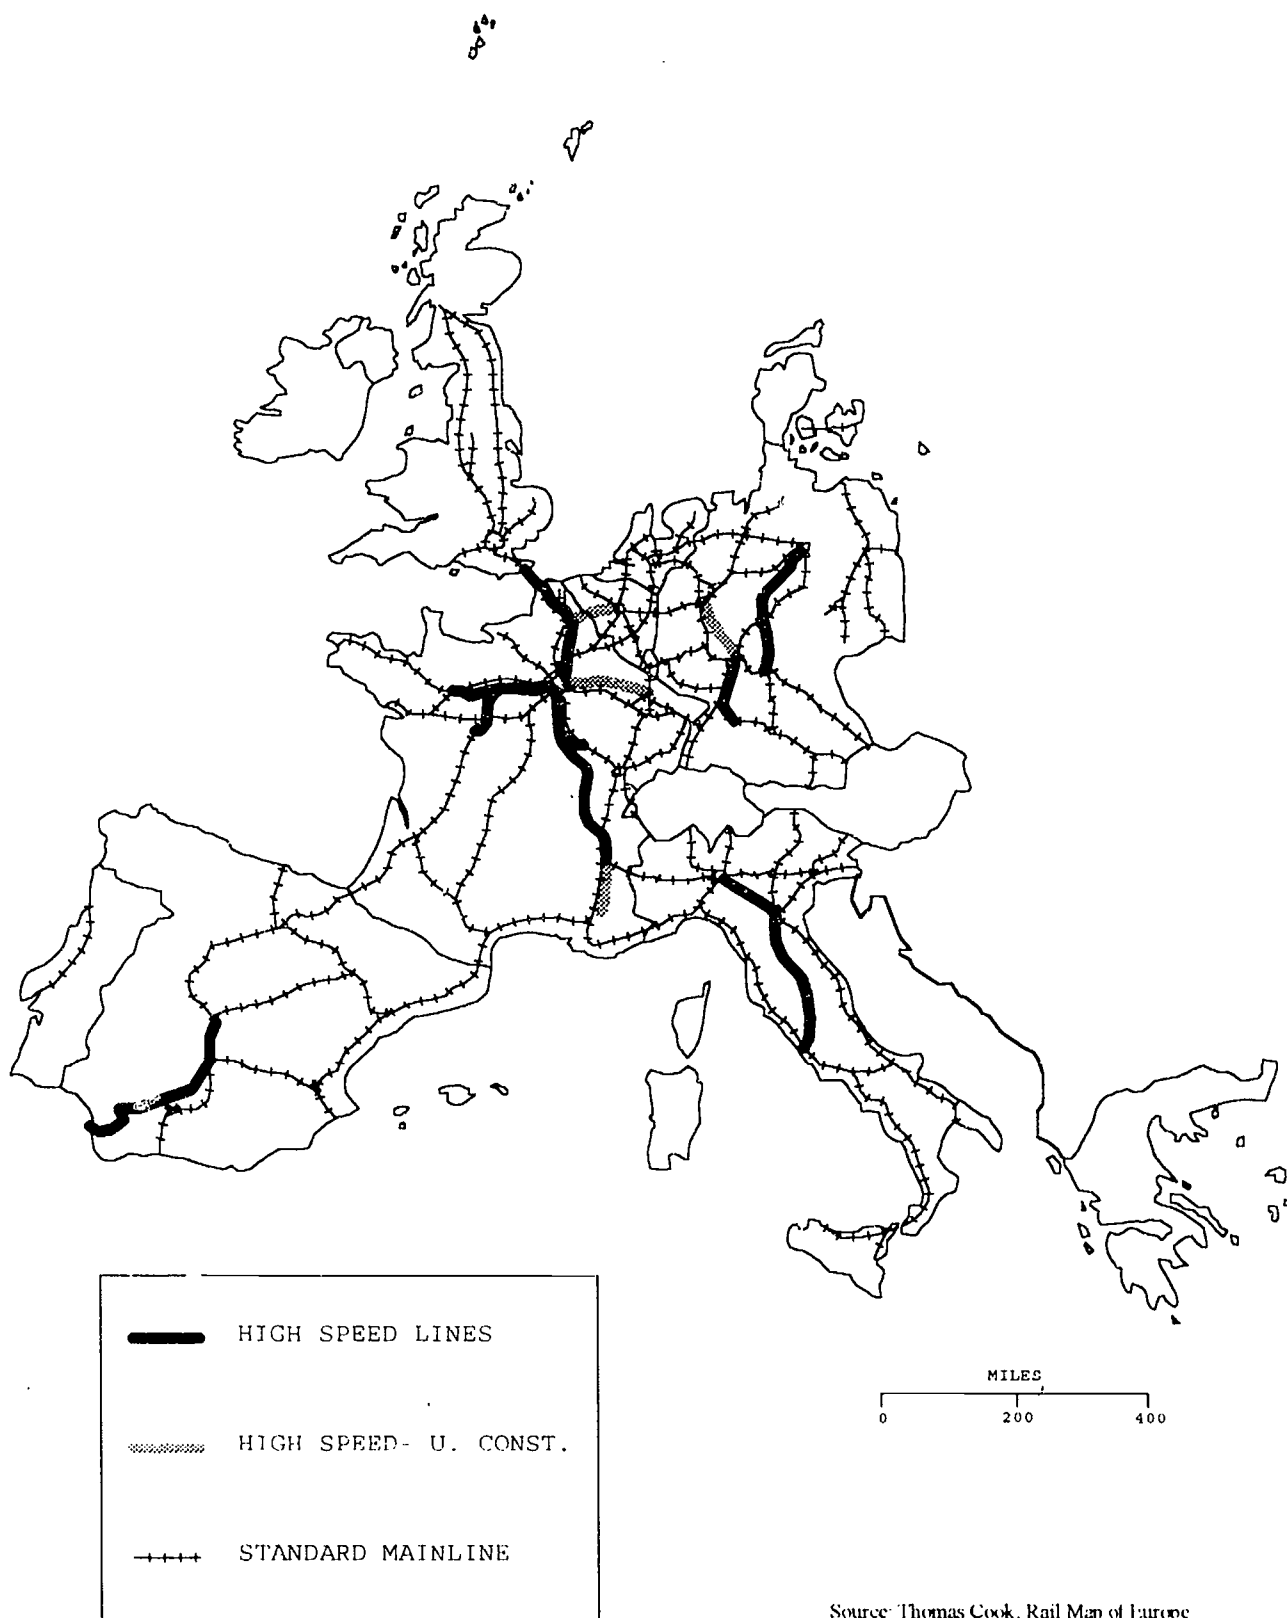 HIGH SPEED LINES
HIGH SPEED- U. CONST.
STANDARD MAINLINE
MILES
0 200 400
Source: Thomas Cook, Rail Map of Europe